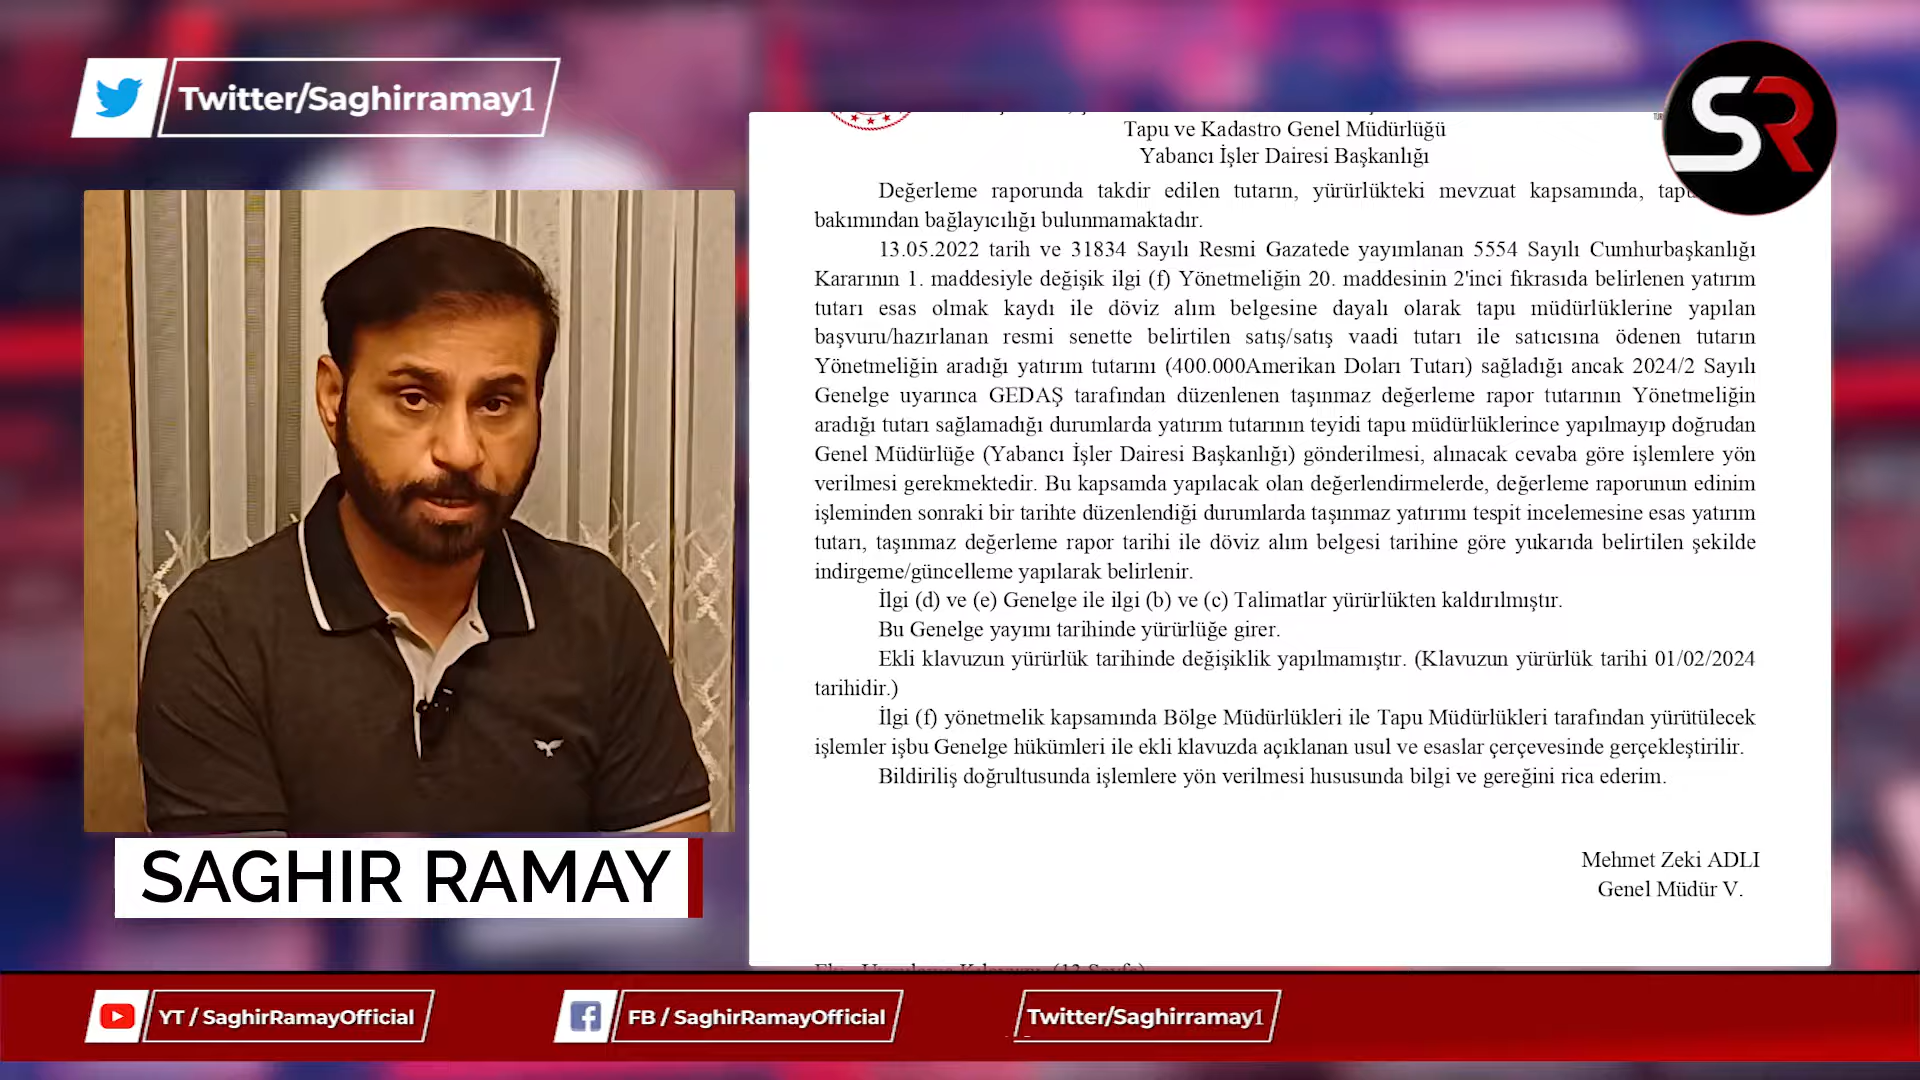 Twitter/Saghirramay1
SR
Tapu ve Kadastro Genel Müdürlüğü
Yabancı İşler Dairesi Başkanlığı
Değerleme raporunda takdir edilen tutarın, yürürlükteki mevzuat kapsamında,
bakımından bağlayıcılığı bulunmamaktadır.
13.05.2022 tarih ve 31834 Sayılı Resmi Gazatede yayımlanan 5554 Sayılı Cumhurbaşkanlığı
Kararının 1. maddesiyle değişik ilgi (f) Yönetmeliğin 20. maddesinin 2'inci fıkrasıda belirlenen yatırım
tutarı esas olmak kaydı ile döviz alım belgesine dayalı olarak tapu müdürlüklerine yapılan
başvuru/hazırlanan resmi senette belirtilen satış/satış vaadi tutarı ile satıcısına ödenen tutarın
Yönetmeliğin aradığı yatırım tutarını (400.000Amerikan Doları Tutarı) sağladığı ancak 2024/2 Sayılı
Genelge uyarınca GEDAŞ tarafından düzenlenen taşınmaz değerleme rapor tutarının Yönetmeliğin
aradığı tutarı sağlamadığı durumlarda yatırım tutarının teyidi tapu müdürlüklerince yapılmayıp doğrudan
Genel Müdürlüğe (Yabancı İşler Dairesi Başkanlığı) gönderilmesi, alınacak cevaba göre işlemlere yön
verilmesi gerekmektedir. Bu kapsamda yapılacak olan değerlendirmelerde, değerleme raporunun edinim
işleminden sonraki bir tarihte düzenlendiği durumlarda taşınmaz yatırımı tespit incelemesine esas yatırım
tutarı, taşınmaz değerleme rapor tarihi ile döviz alım belgesi tarihine göre yukarıda belirtilen şekilde
indirgeme/güncelleme yapılarak belirlenir.
İlgi (d) ve (e) Genelge ile ilgi (b) ve (c) Talimatlar yürürlükten kaldırılmıştır.
Bu Genelge yayımı tarihinde yürürlüğe girer.
Ekli klavuzun yürürlük tarihinde değişiklik yapılmamıştır. (Klavuzun yürürlük tarihi 01/02/2024
tarihidir.)
İlgi (f) yönetmelik kapsamında Bölge Müdürlükleri ile Tapu Müdürlükleri tarafından yürütülecek
işlemler işbu Genelge hükümleri ile ekli klavuzda açıklanan usul ve esaslar çerçevesinde gerçekleştirilir.
Bildiriliş doğrultusunda işlemlere yön verilmesi hususunda bilgi ve gereğini rica ederim.
Mehmet Zeki ADLI
Genel Müdür V.
SAGHIR RAMAY
YT / SaghirRamayOfficial
FB / SaghirRamayOfficial
Twitter/Saghirramay1